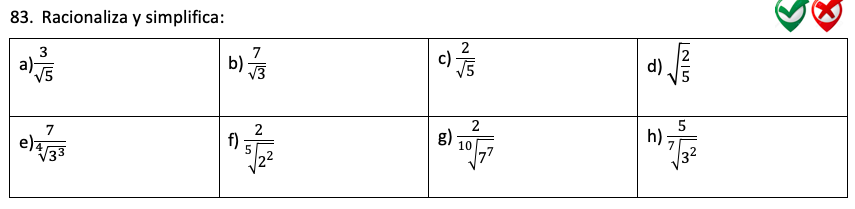 83. Racionaliza y simplifica:
a) 3/√5 b) 7/√3 c) 2/√5 d) √(2/5)
e) 7/⁴√3³ f) 2/⁵√2² g) 2/¹⁰√7⁷ h) 5/⁷√3²